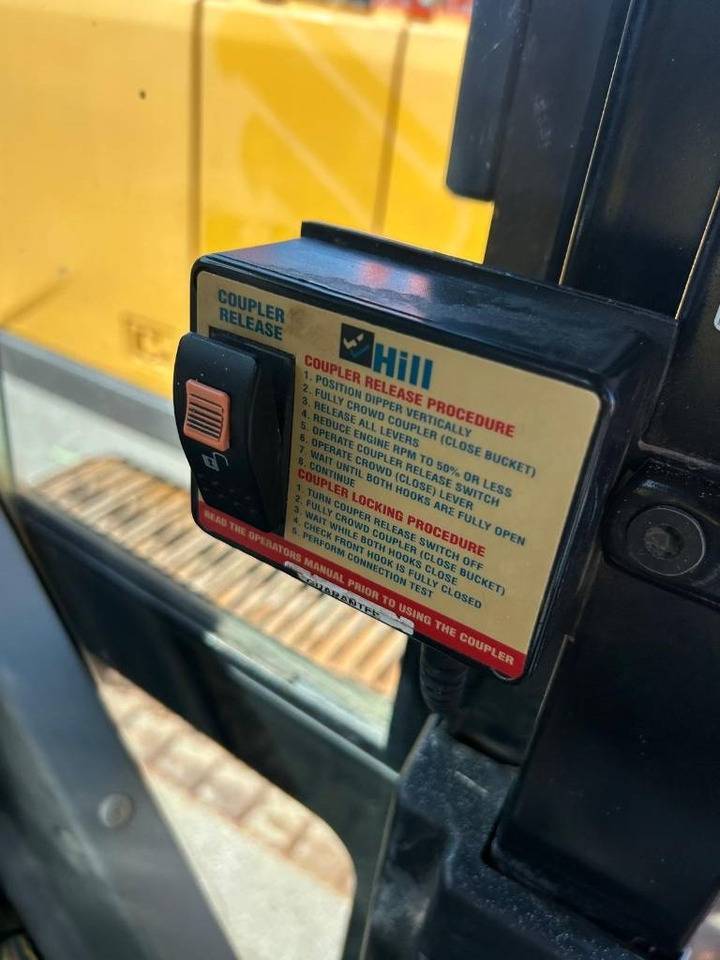 COUPLER
RELEASE
Hill
COUPLER RELEASE PROCEDURE
1. POSITION DIPPER VERTICALLY
2. FULLY CROWD COUPLER (CLOSE BUCKET)
3. RELEASE ALL LEVERS
4. REDUCE ENGINE RPM TO 50% OR LESS
5. OPERATE COUPLER RELEASE SWITCH
6. OPERATE CROWD (CLOSE) LEVER
7. WAIT UNTIL BOTH HOOKS ARE FULLY OPEN
8. CONTINUE
COUPLER LOCKING PROCEDURE
1. TURN COUPER RELEASE SWITCH OFF
2. FULLY CROWD COUPLER (CLOSE BUCKET)
3. WAIT WHILE BOTH HOOKS CLOSE
4. CHECK FRONT HOOK IS FULLY CLOSED
5. PERFORM CONNECTION TEST
READ THE OPERATORS MANUAL PRIOR TO USING THE COUPLER
GUARANTEE